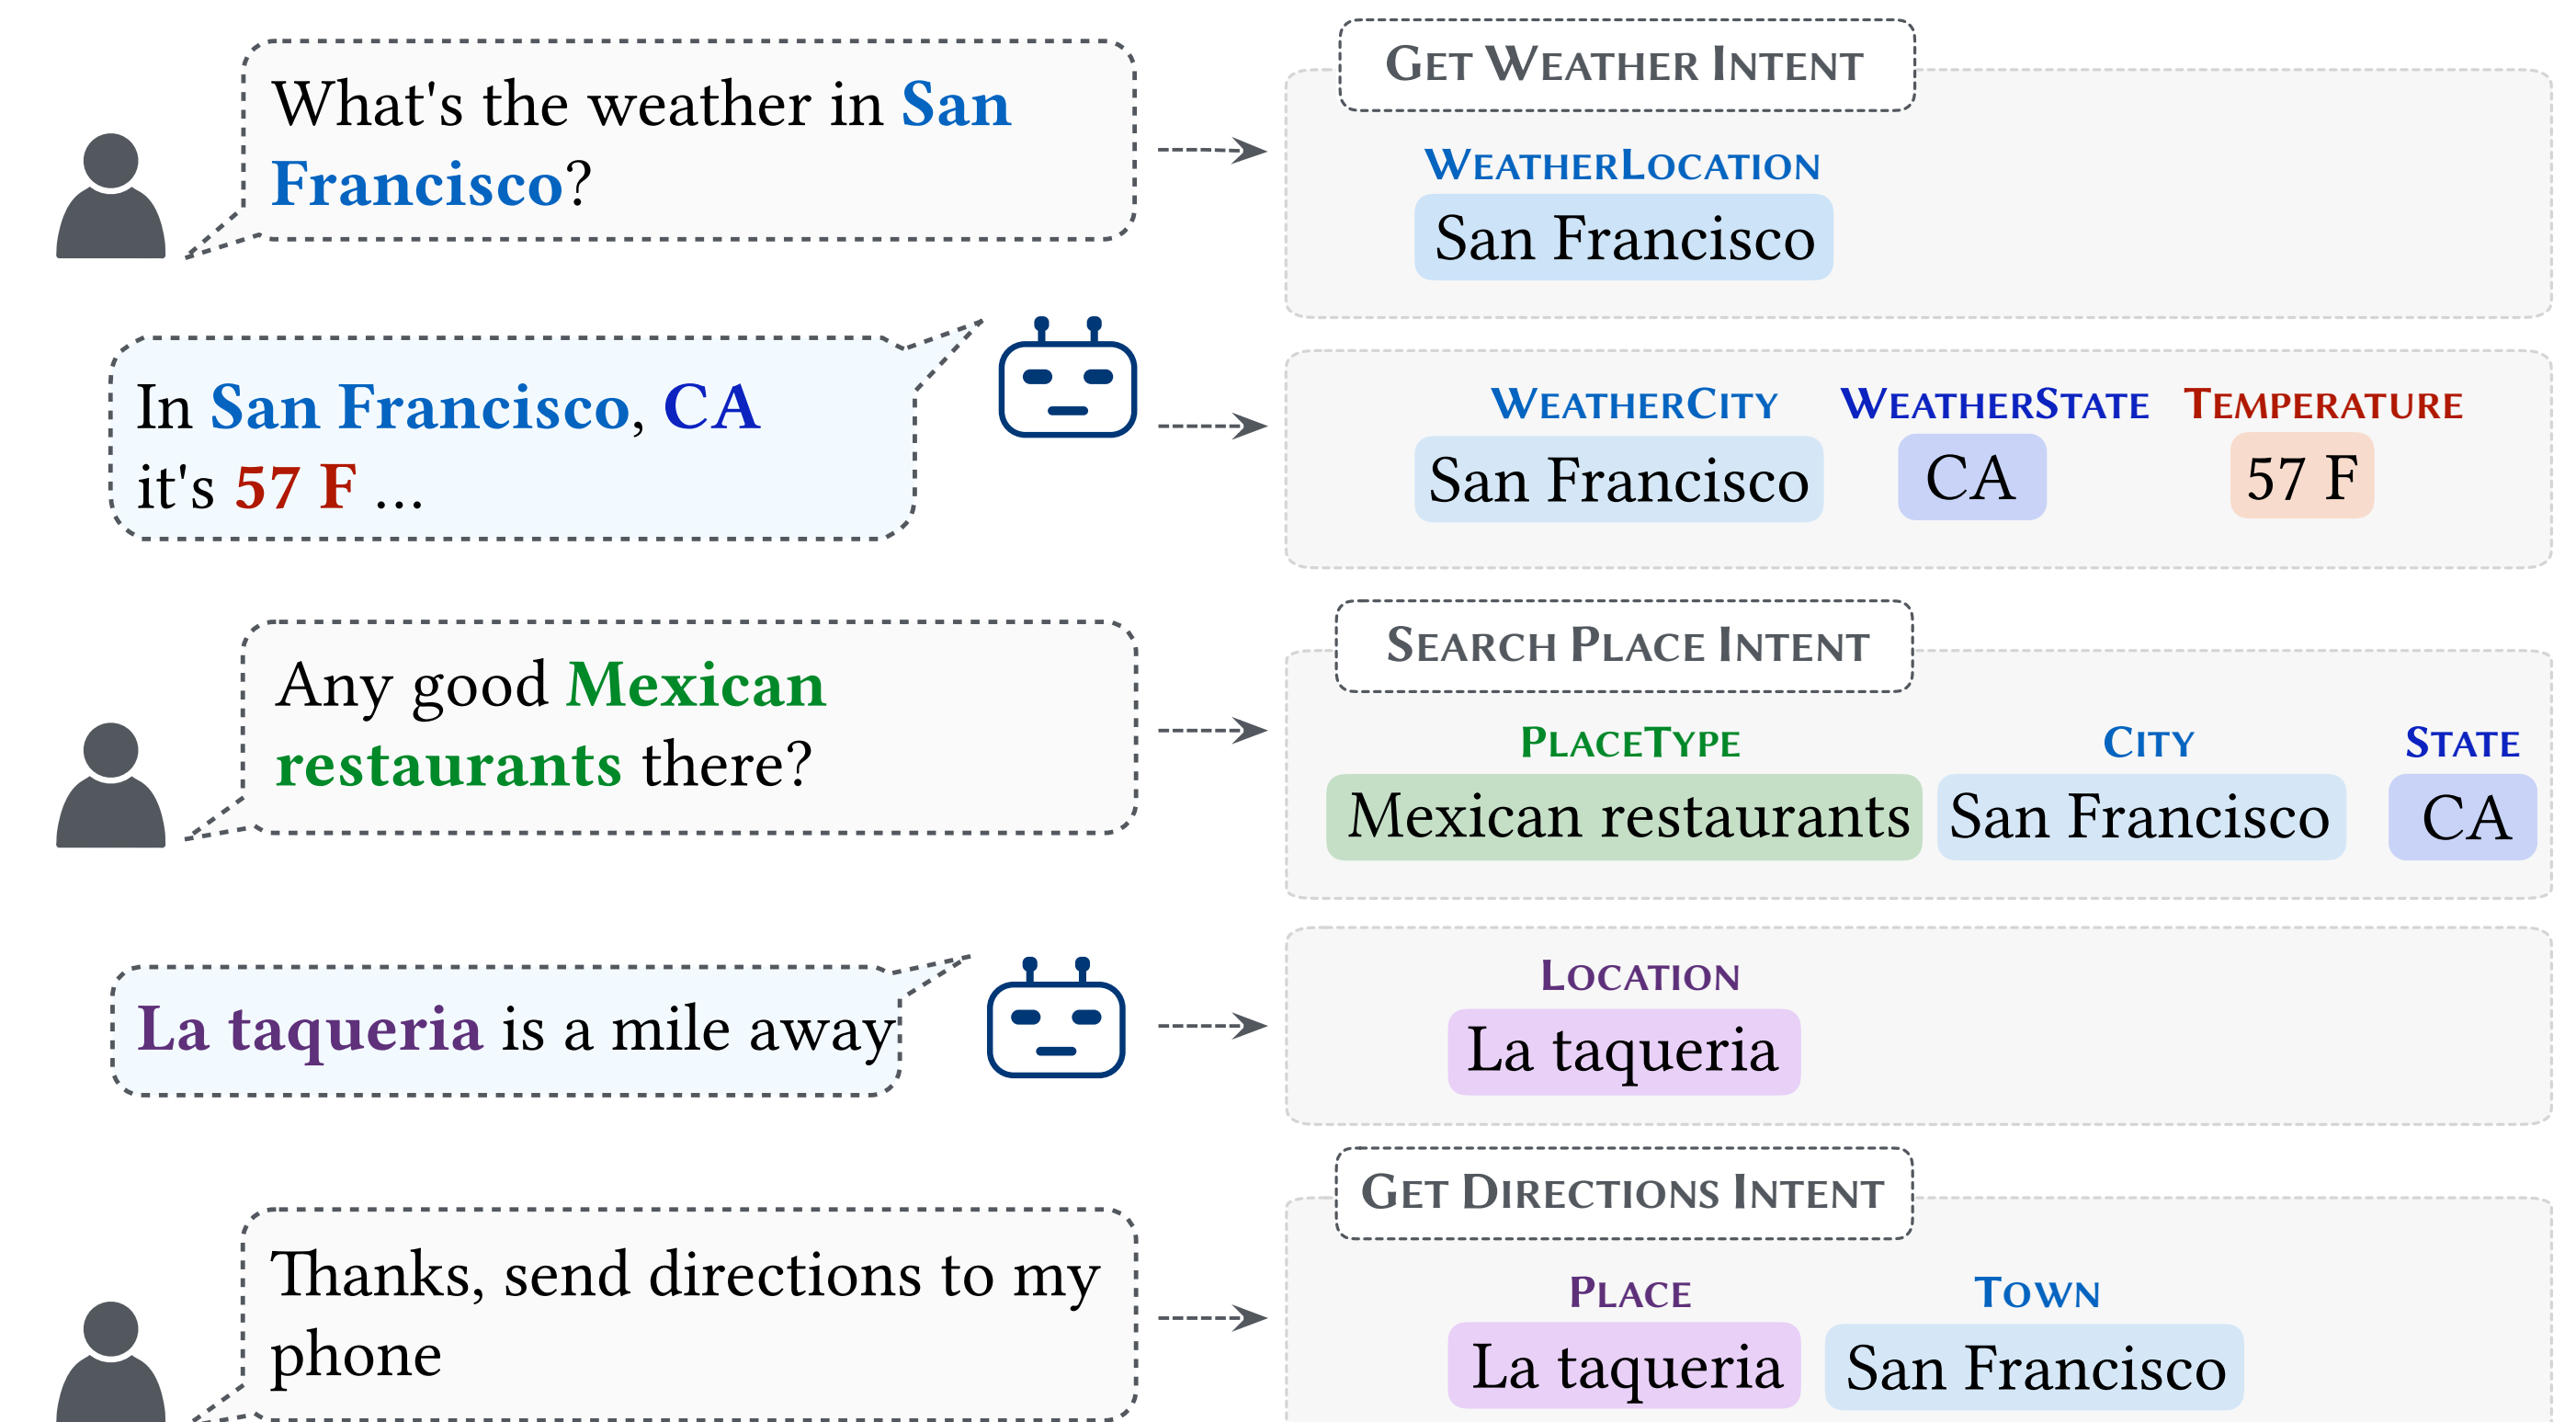 What's the weather in San
Francisco?
GET WEATHER INTENT
WEATHERLOCATION
San Francisco
In San Francisco, CA
it's 57 F ...
WEATHERCITY WEATHERSTATE TEMPERATURE
San Francisco CA 57 F
Any good Mexican
restaurants there?
SEARCH PLACE INTENT
PLACETYPE CITY STATE
Mexican restaurants San Francisco CA
La taqueria is a mile away
LOCATION
La taqueria
Thanks, send directions to my
phone
GET DIRECTIONS INTENT
PLACE TOWN
La taqueria San Francisco